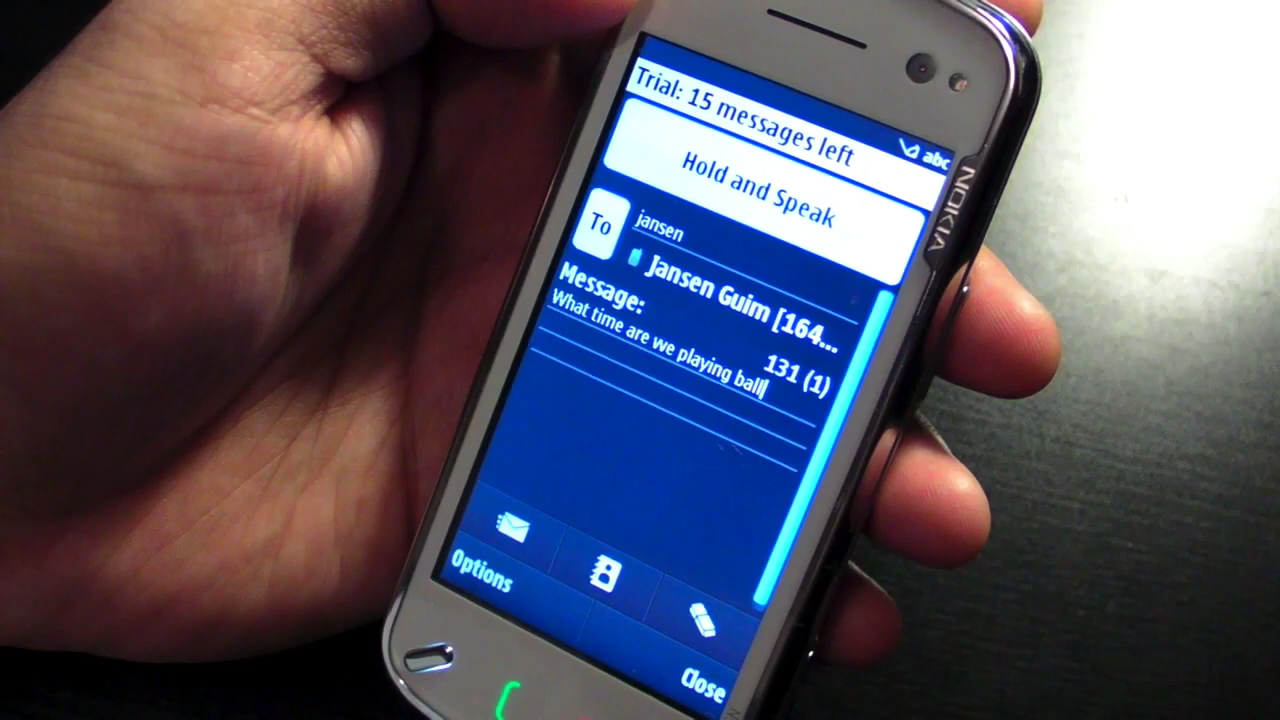 Trial: 15 messages left
abc
Hold and Speak
NOKIA
To
jansen
Jansen Guim [164...
Message:
131 (1)
What time are we playing ball
Options
Close